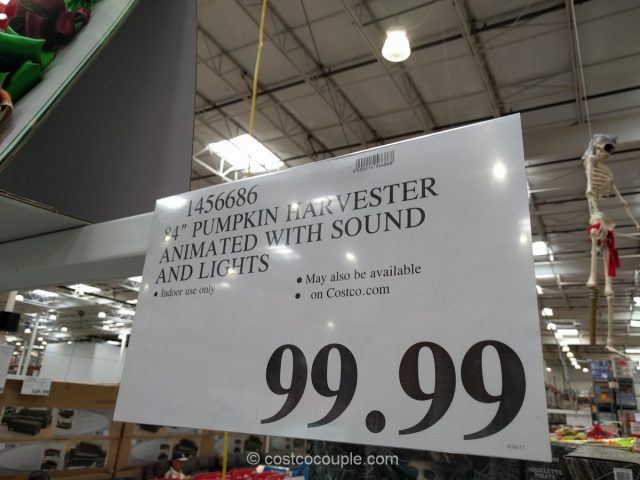 1456686
84" PUMPKIN HARVESTER
ANIMATED WITH SOUND
AND LIGHTS
• Indoor use only
• May also be available
• on Costco.com
99.99
© costcocouple.com